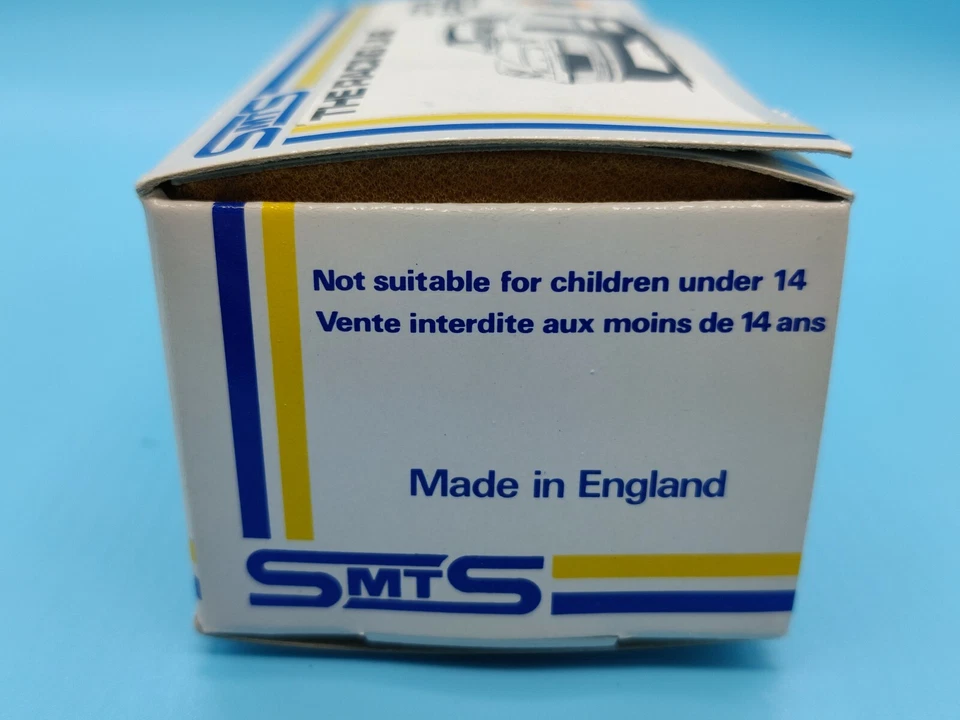 SMTS
THE RACING CAR
Not suitable for children under 14
Vente interdite aux moins de 14 ans
Made in England
SMTS